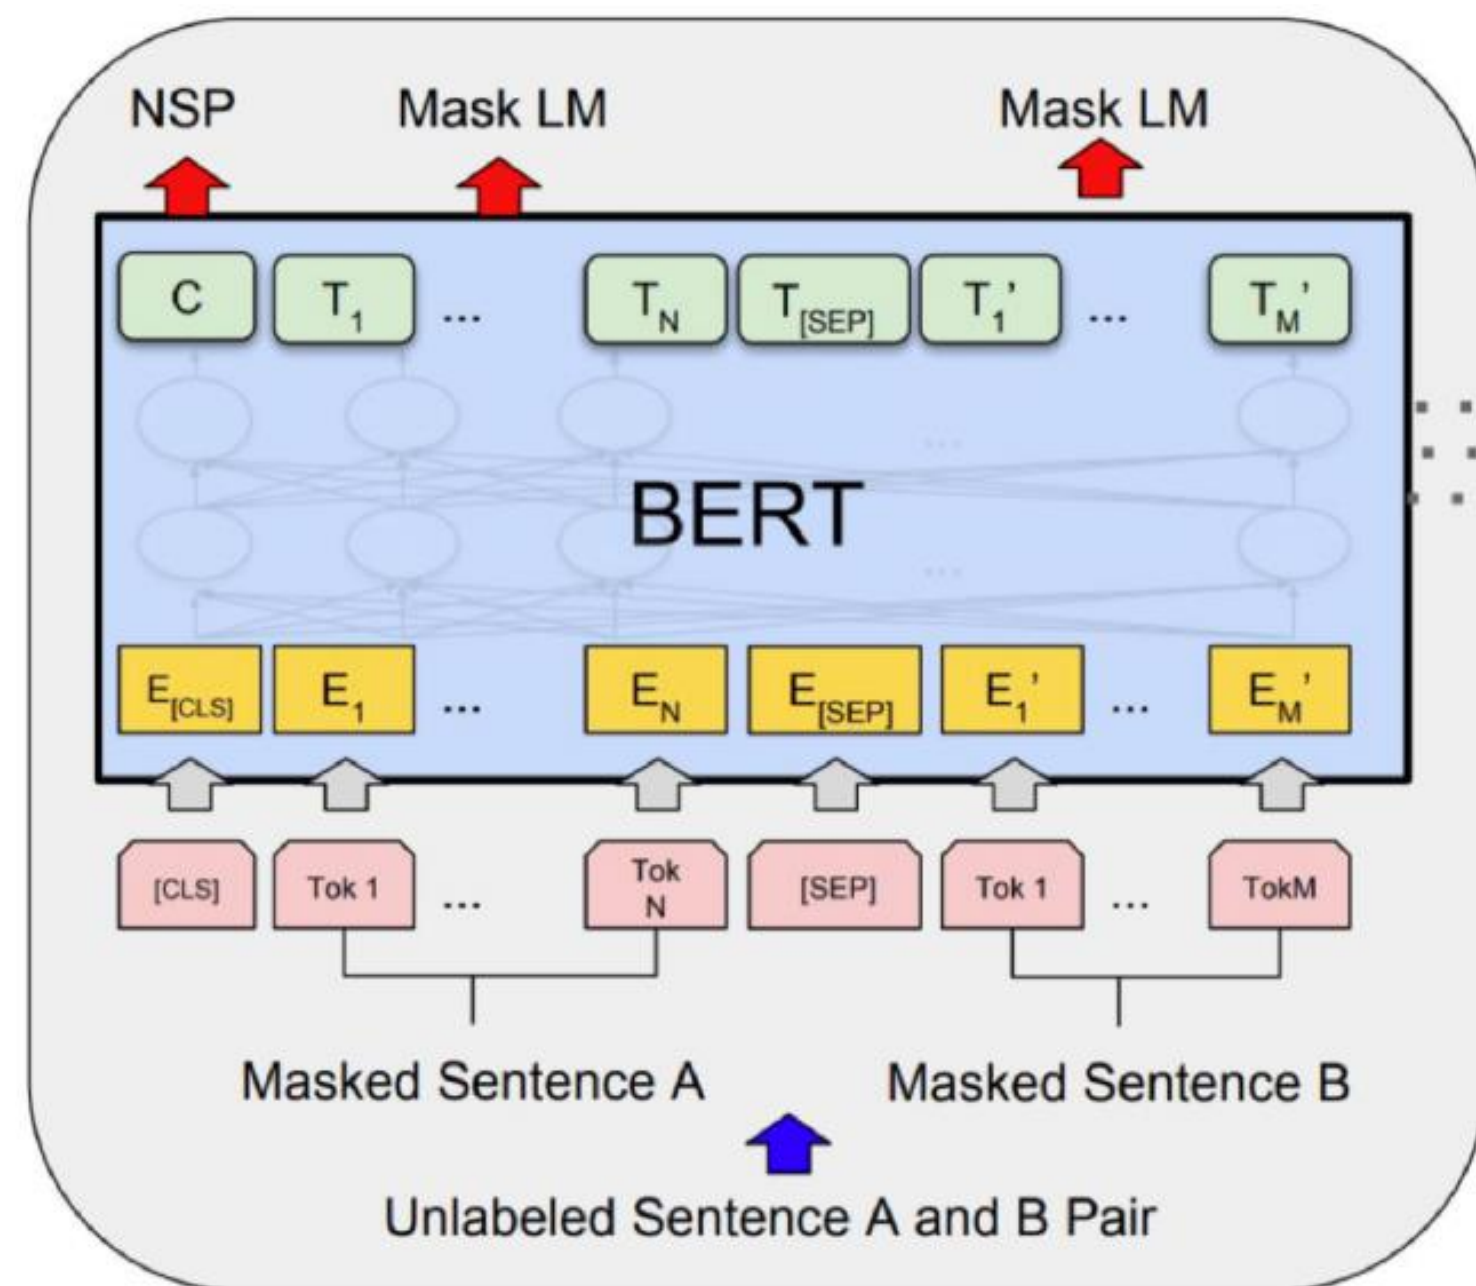 NSP Mask LM Mask LM
C T1 ... TN T[SEP] T1’ ... TM’
...
BERT
...
E[CLS] E1 ... EN E[SEP] E1’ ... EM’
[CLS] Tok 1 ... Tok N [SEP] Tok 1 ... TokM
Masked Sentence A Masked Sentence B
Unlabeled Sentence A and B Pair